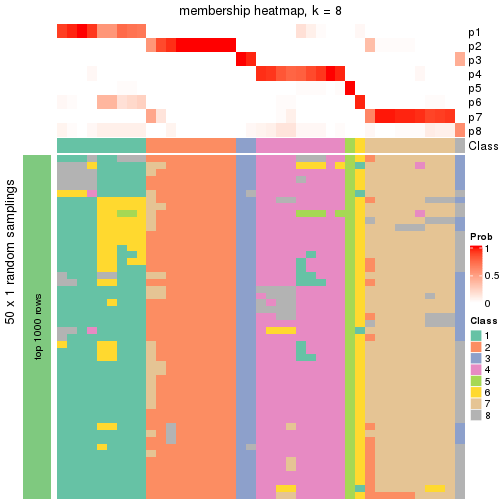 membership heatmap, k = 8
p1
p2
p3
p4
p5
p6
p7
p8
Class
50 x 1 random samplings
top 1000 rows
Prob
1
0.5
0
Class
1
2
3
4
5
6
7
8